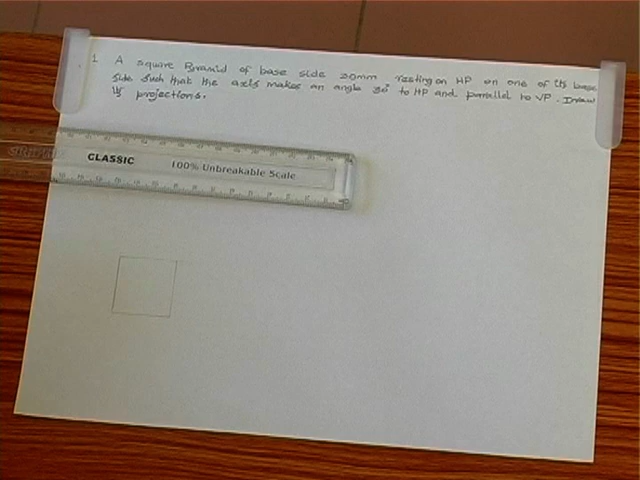 1 A square Pyramid of base side 30mm resting on HP on one of its base
side such that the axis makes an angle 30° to HP and parallel to VP. Draw
its projections.
CLASSIC 100% Unbreakable Scale